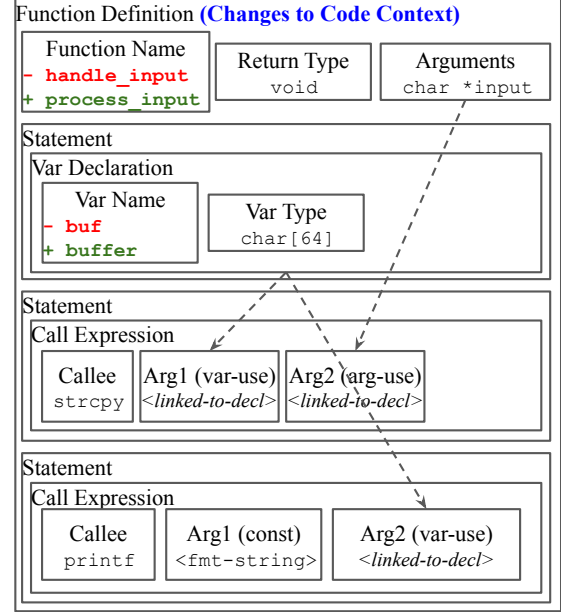 Function Definition (Changes to Code Context)
Function Name
- handle_input
+ process_input
Return Type
void
Arguments
char *input
Statement
Var Declaration
Var Name
- buf
+ buffer
Var Type
char[64]
Statement
Call Expression
Callee
strcpy
Arg1 (var-use)
<linked-to-decl>
Arg2 (arg-use)
<linked-to-decl>
Statement
Call Expression
Callee
printf
Arg1 (const)
<fmt-string>
Arg2 (var-use)
<linked-to-decl>